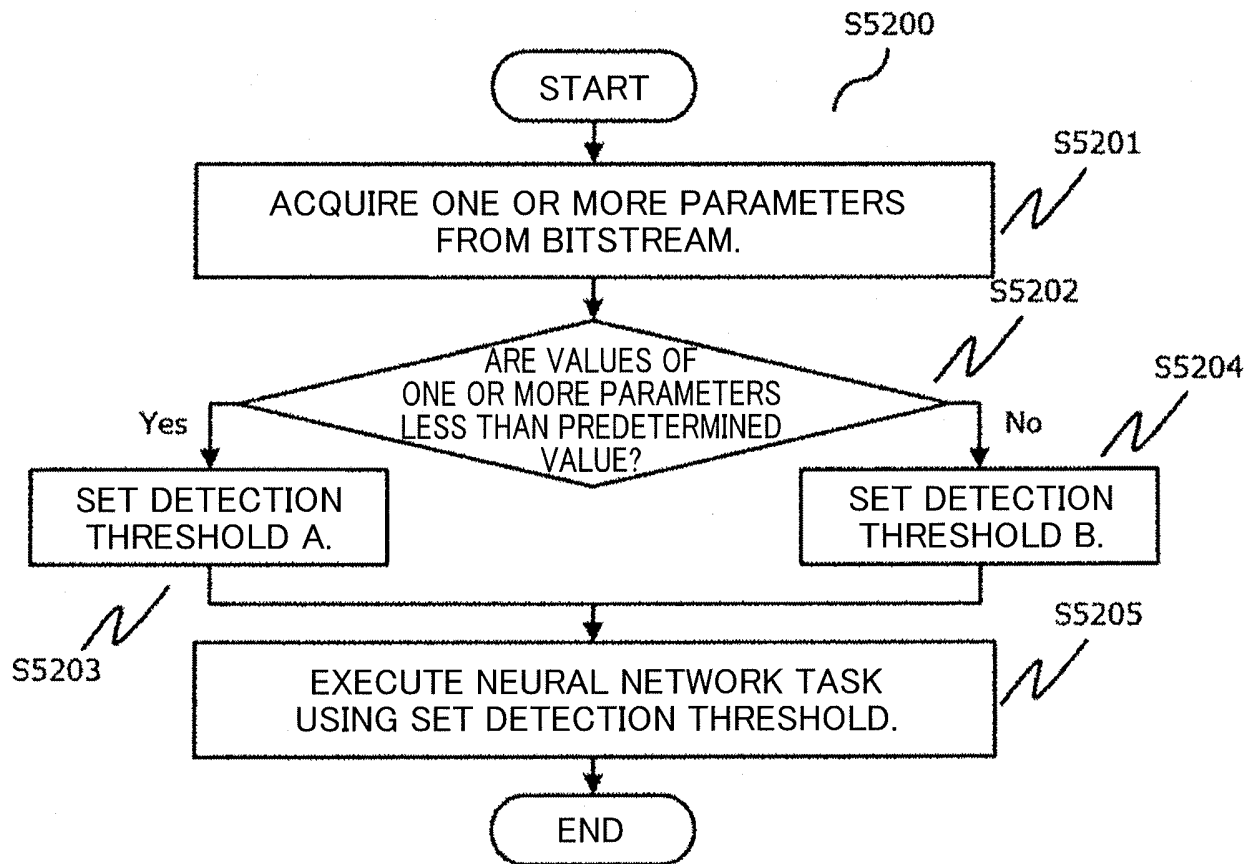 S5200
START
S5201
ACQUIRE ONE OR MORE PARAMETERS
FROM BITSTREAM.
S5202
ARE VALUES OF
ONE OR MORE PARAMETERS
LESS THAN PREDETERMINED
VALUE?
Yes
No
S5204
SET DETECTION
THRESHOLD A.
SET DETECTION
THRESHOLD B.
S5203
S5205
EXECUTE NEURAL NETWORK TASK
USING SET DETECTION THRESHOLD.
END